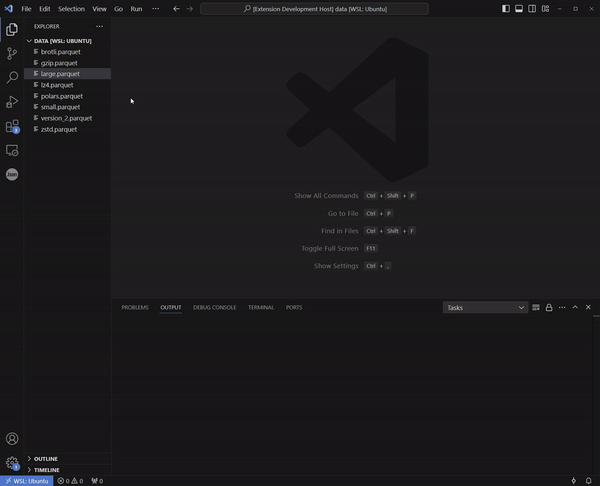 File Edit Selection View Go Run ··· [Extension Development Host] data [WSL: Ubuntu]
EXPLORER ···
DATA [WSL: UBUNTU]
brotli.parquet
gzip.parquet
large.parquet
lz4.parquet
polars.parquet
small.parquet
version_2.parquet
zstd.parquet
Show All Commands Ctrl + Shift + P
Go to File Ctrl + P
Find in Files Ctrl + Shift + F
Toggle Full Screen F11
Show Settings Ctrl + ,
PROBLEMS OUTPUT DEBUG CONSOLE TERMINAL PORTS Tasks
OUTLINE
TIMELINE
WSL: Ubuntu 0 0 0